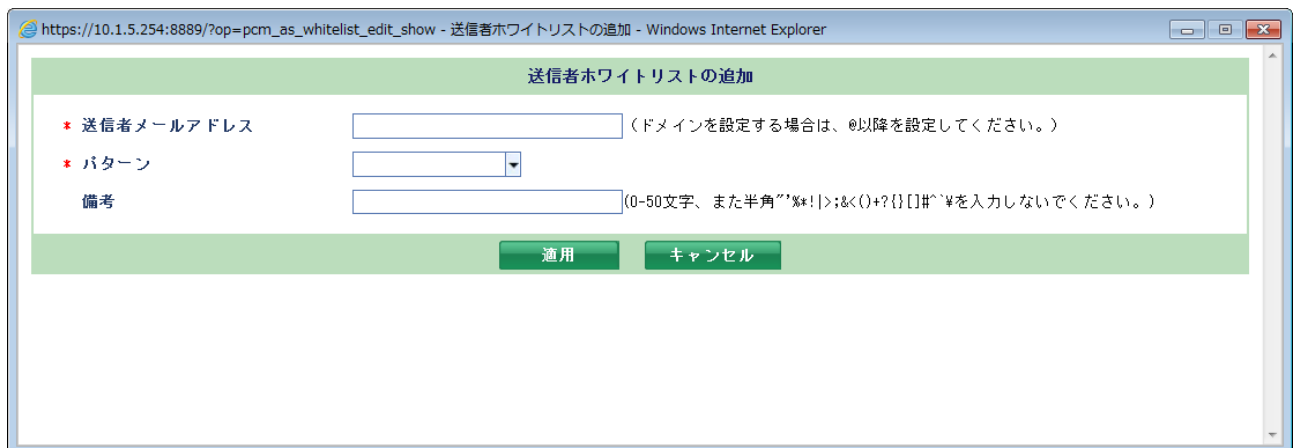 https://10.1.5.254:8889/?op=pcm_as_whitelist_edit_show - 送信者ホワイトリストの追加 - Windows Internet Explorer
送信者ホワイトリストの追加
* 送信者メールアドレス (ドメインを設定する場合は、@以降を設定してください。)
* パターン
備考 (0-50文字、また半角"'%*!|>;&<()+?{}[]#^`¥を入力しないでください。)
適用 キャンセル